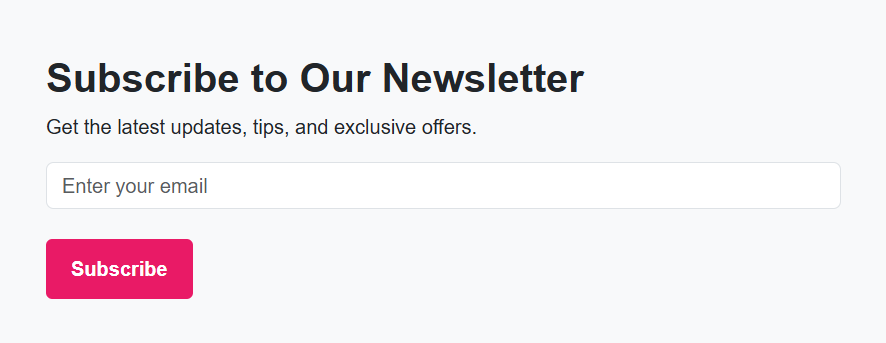 Subscribe to Our Newsletter
Get the latest updates, tips, and exclusive offers.
Enter your email
Subscribe